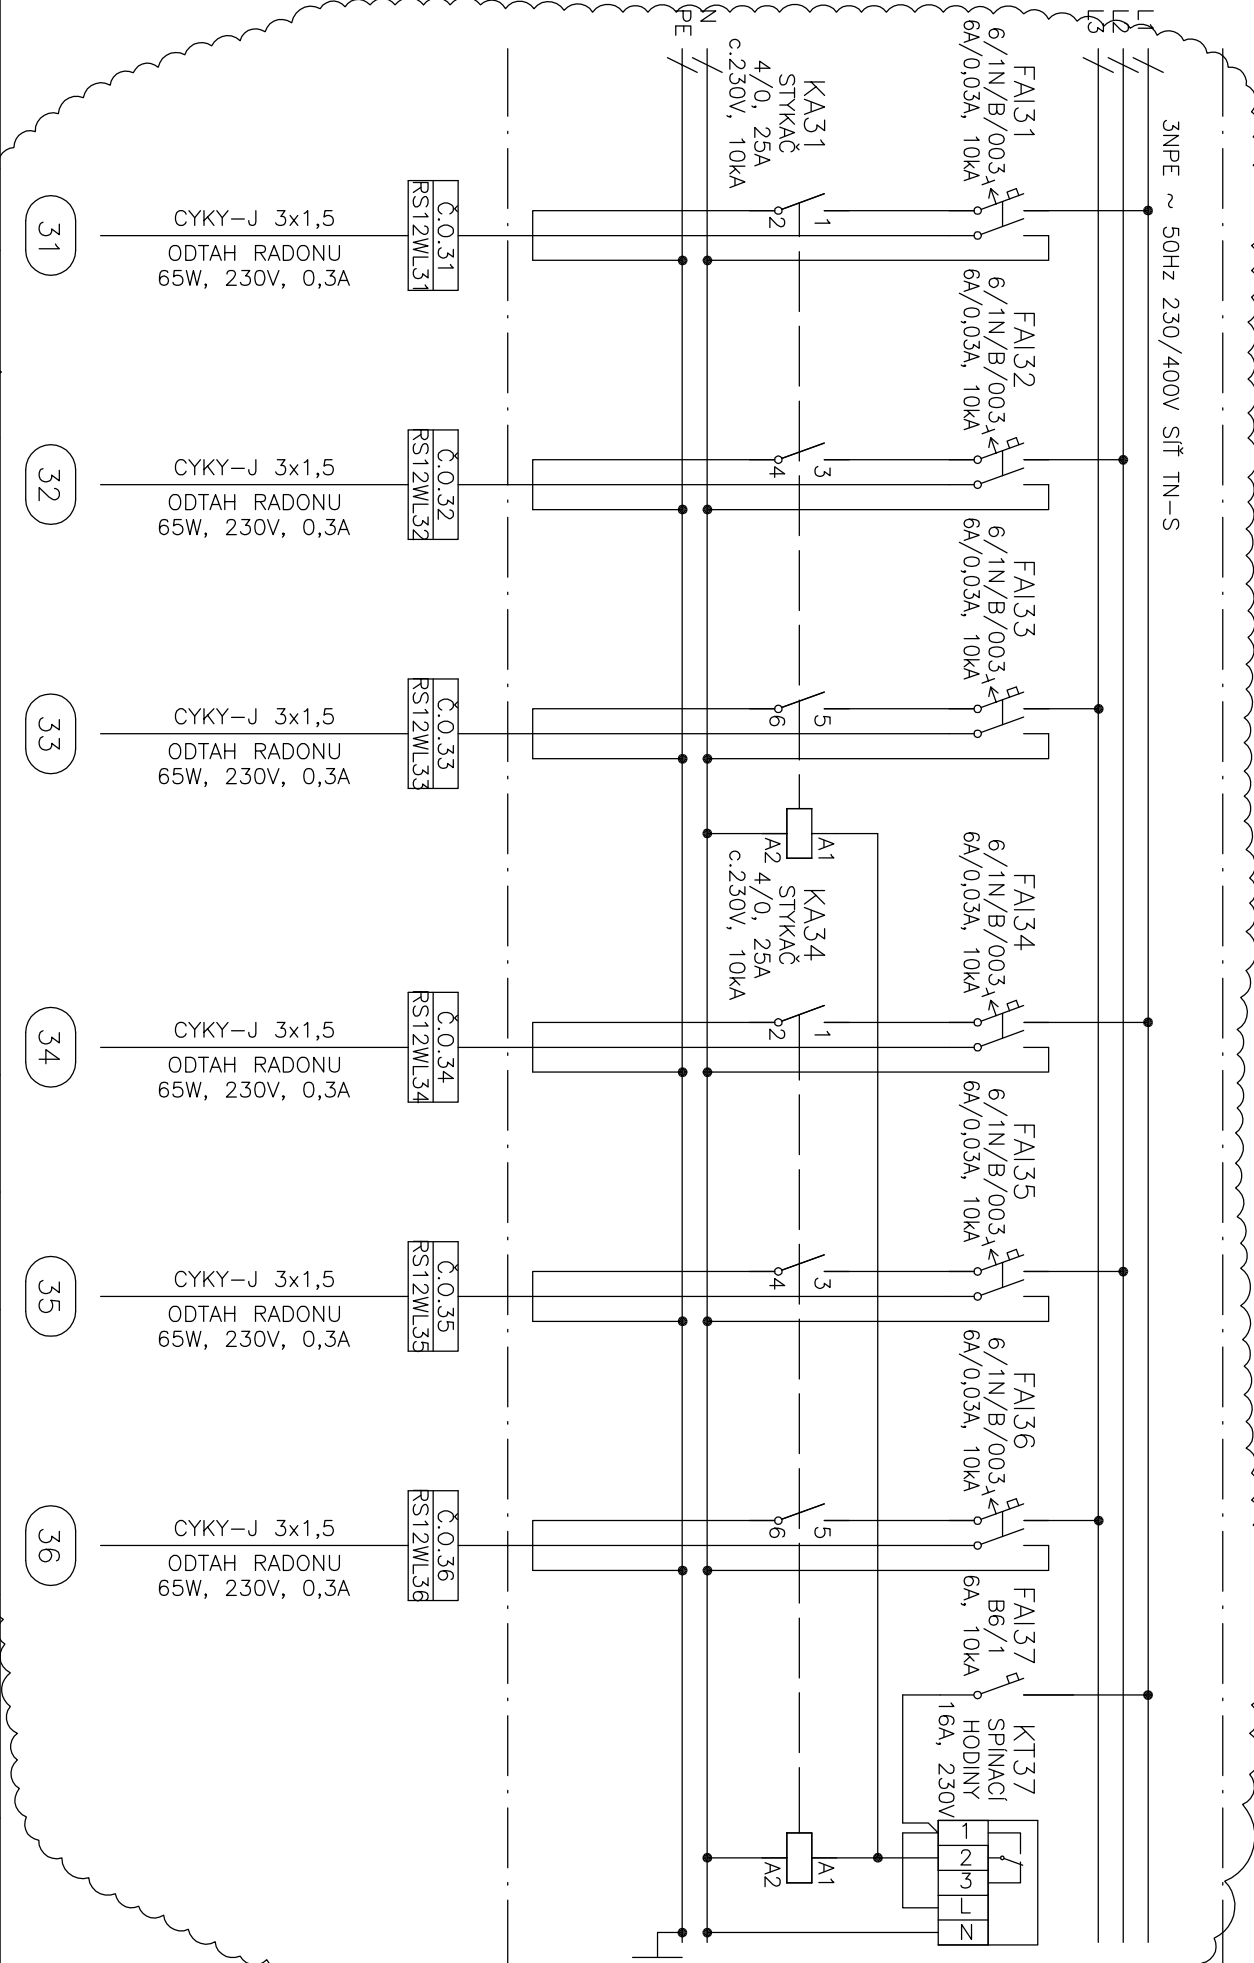 L1
L2
L3
N
PE
3NPE ~ 50Hz 230/400V SÍŤ TN-S
FAI31
6/1N/B/003
6A/0,03A, 10kA
KA31
STYKAČ
4/0, 25A
c.230V, 10kA
1
2
Č.O.31
RS12WL31
CYKY-J 3x1,5
ODTAH RADONU
65W, 230V, 0,3A
31
FAI32
6/1N/B/003
6A/0,03A, 10kA
3
4
Č.O.32
RS12WL32
CYKY-J 3x1,5
ODTAH RADONU
65W, 230V, 0,3A
32
FAI33
6/1N/B/003
6A/0,03A, 10kA
5
6
Č.O.33
RS12WL33
CYKY-J 3x1,5
ODTAH RADONU
65W, 230V, 0,3A
33
A1
A2
FAI34
6/1N/B/003
6A/0,03A, 10kA
KA34
STYKAČ
4/0, 25A
c.230V, 10kA
1
2
Č.O.34
RS12WL34
CYKY-J 3x1,5
ODTAH RADONU
65W, 230V, 0,3A
34
FAI35
6/1N/B/003
6A/0,03A, 10kA
3
4
Č.O.35
RS12WL35
CYKY-J 3x1,5
ODTAH RADONU
65W, 230V, 0,3A
35
FAI36
6/1N/B/003
6A/0,03A, 10kA
5
6
Č.O.36
RS12WL36
CYKY-J 3x1,5
ODTAH RADONU
65W, 230V, 0,3A
36
FAI37
B6/1
6A, 10kA
KT37
SPÍNACÍ
HODINY
16A, 230V
1
2
3
L
N
A1
A2